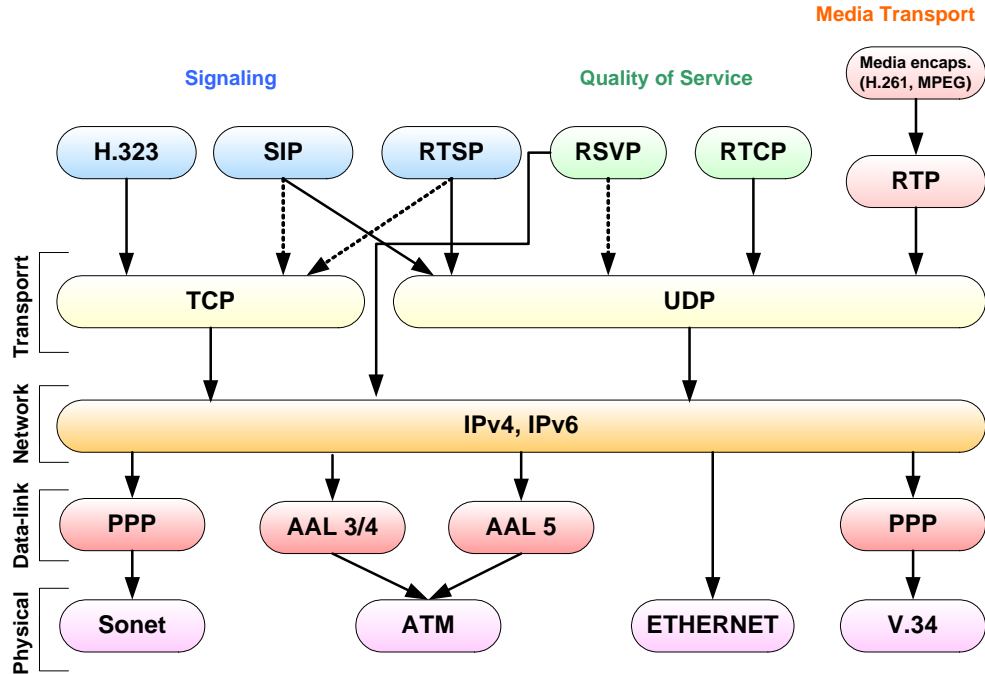 Media Transport
Signaling
Quality of Service
Media encaps.
(H.261, MPEG)
H.323
SIP
RTSP
RSVP
RTCP
RTP
Transporrt
TCP
UDP
Network
IPv4, IPv6
Data-link
PPP
AAL 3/4
AAL 5
PPP
Physical
Sonet
ATM
ETHERNET
V.34